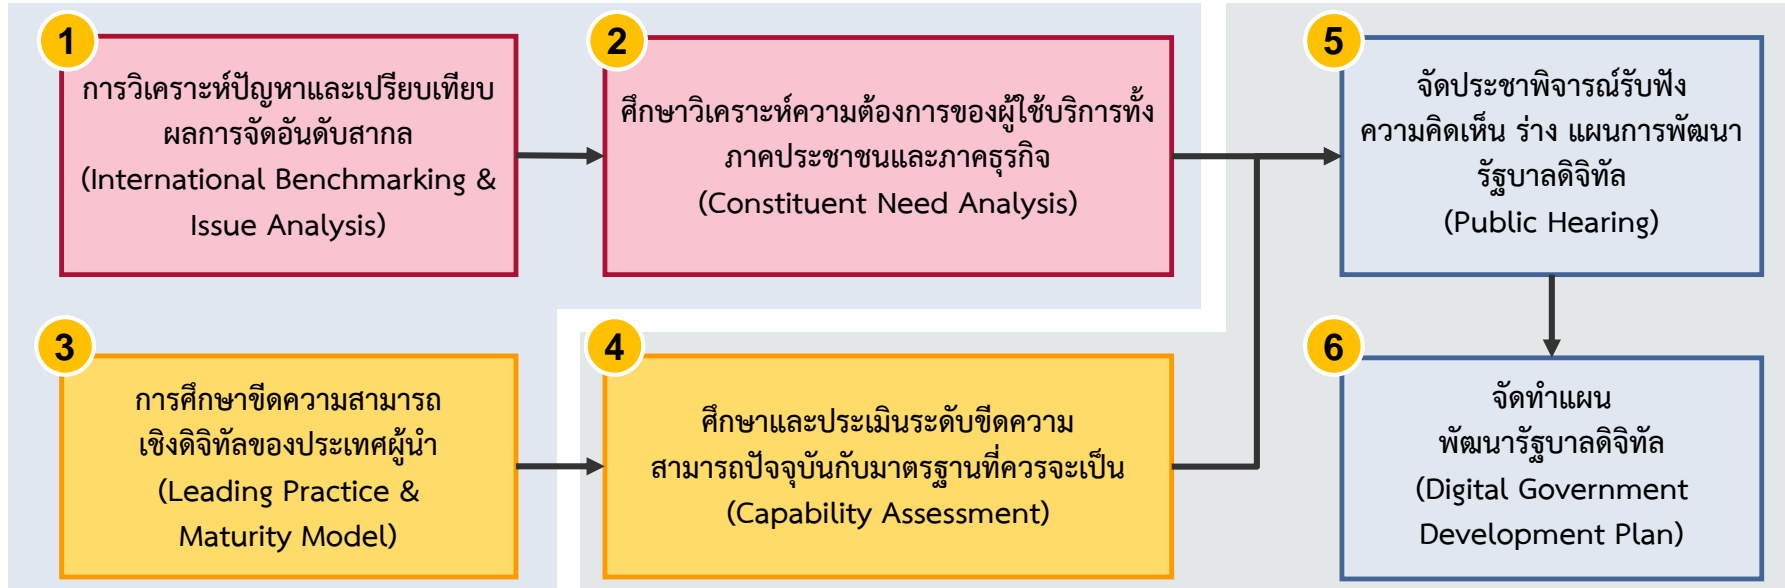 1
การวิเคราะห์ปัญหาและเปรียบเทียบ
ผลการจัดอันดับสากล
(International Benchmarking &
Issue Analysis)
2
ศึกษาวิเคราะห์ความต้องการของผู้ใช้บริการทั้ง
ภาคประชาชนและภาคธุรกิจ
(Constituent Need Analysis)
3
การศึกษาขีดความสามารถ
เชิงดิจิทัลของประเทศผู้นำ
(Leading Practice &
Maturity Model)
4
ศึกษาและประเมินระดับขีดความ
สามารถปัจจุบันกับมาตรฐานที่ควรจะเป็น
(Capability Assessment)
5
จัดประชาพิจารณ์รับฟัง
ความคิดเห็น ร่าง แผนการพัฒนา
รัฐบาลดิจิทัล
(Public Hearing)
6
จัดทำแผน
พัฒนารัฐบาลดิจิทัล
(Digital Government
Development Plan)